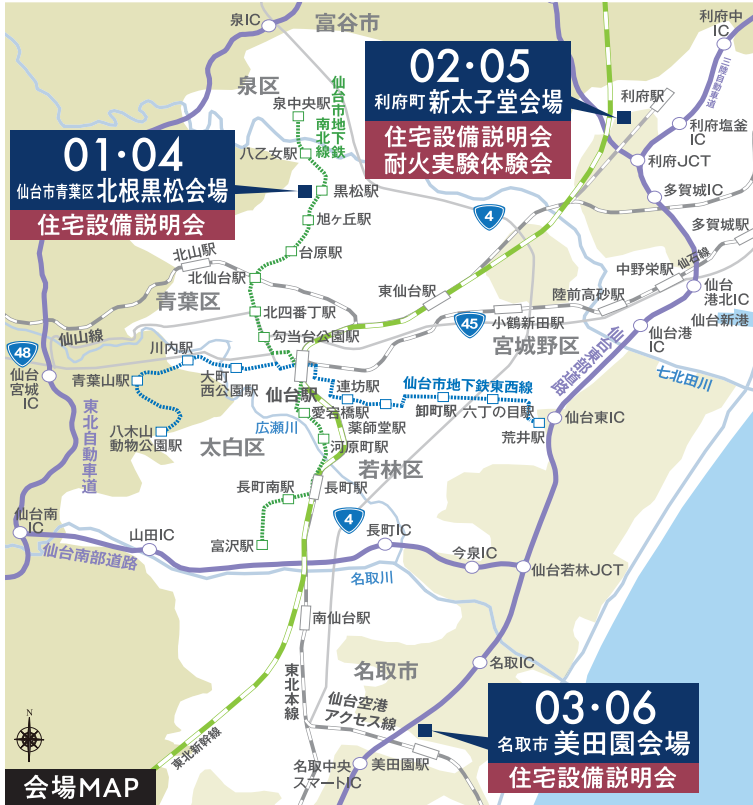 富谷市
泉IC
利府中
IC
三陸自動車道
02・05
利府町 新太子堂会場
住宅設備説明会
耐火実験体験会
泉区
泉中央駅
仙台市地下鉄
南北線
利府駅
八乙女駅
利府塩釜
IC
01・04
仙台市青葉区 北根黒松会場
住宅設備説明会
利府JCT
黒松駅
多賀城IC
旭ヶ丘駅
4
多賀城駅
北山駅
台原駅
仙石線
中野栄駅
北仙台駅
東仙台駅
陸前高砂駅
仙台
港北IC
青葉区
北四番丁駅
小鶴新田駅
仙台新港
仙山線
勾当台公園駅
45
宮城野区
仙台港
IC
48
川内駅
仙台東部道路
仙台
宮城IC
青葉山駅
大町
西公園駅
仙台駅
連坊駅
仙台市地下鉄東西線
七北田川
愛宕橋駅
卸町駅
六丁の目駅
東北自動車道
八木山
動物公園駅
太白区
広瀬川
薬師堂駅
荒井駅
仙台東IC
河原町駅
若林区
長町南駅
長町駅
仙台南
IC
4
山田IC
富沢駅
長町IC
仙台南部道路
今泉IC
名取川
仙台若林JCT
南仙台駅
名取市
名取IC
東北本線
仙台空港
アクセス線
03・06
名取市 美田園会場
住宅設備説明会
N
東北新幹線
名取中央
スマートIC
美田園駅
会場MAP